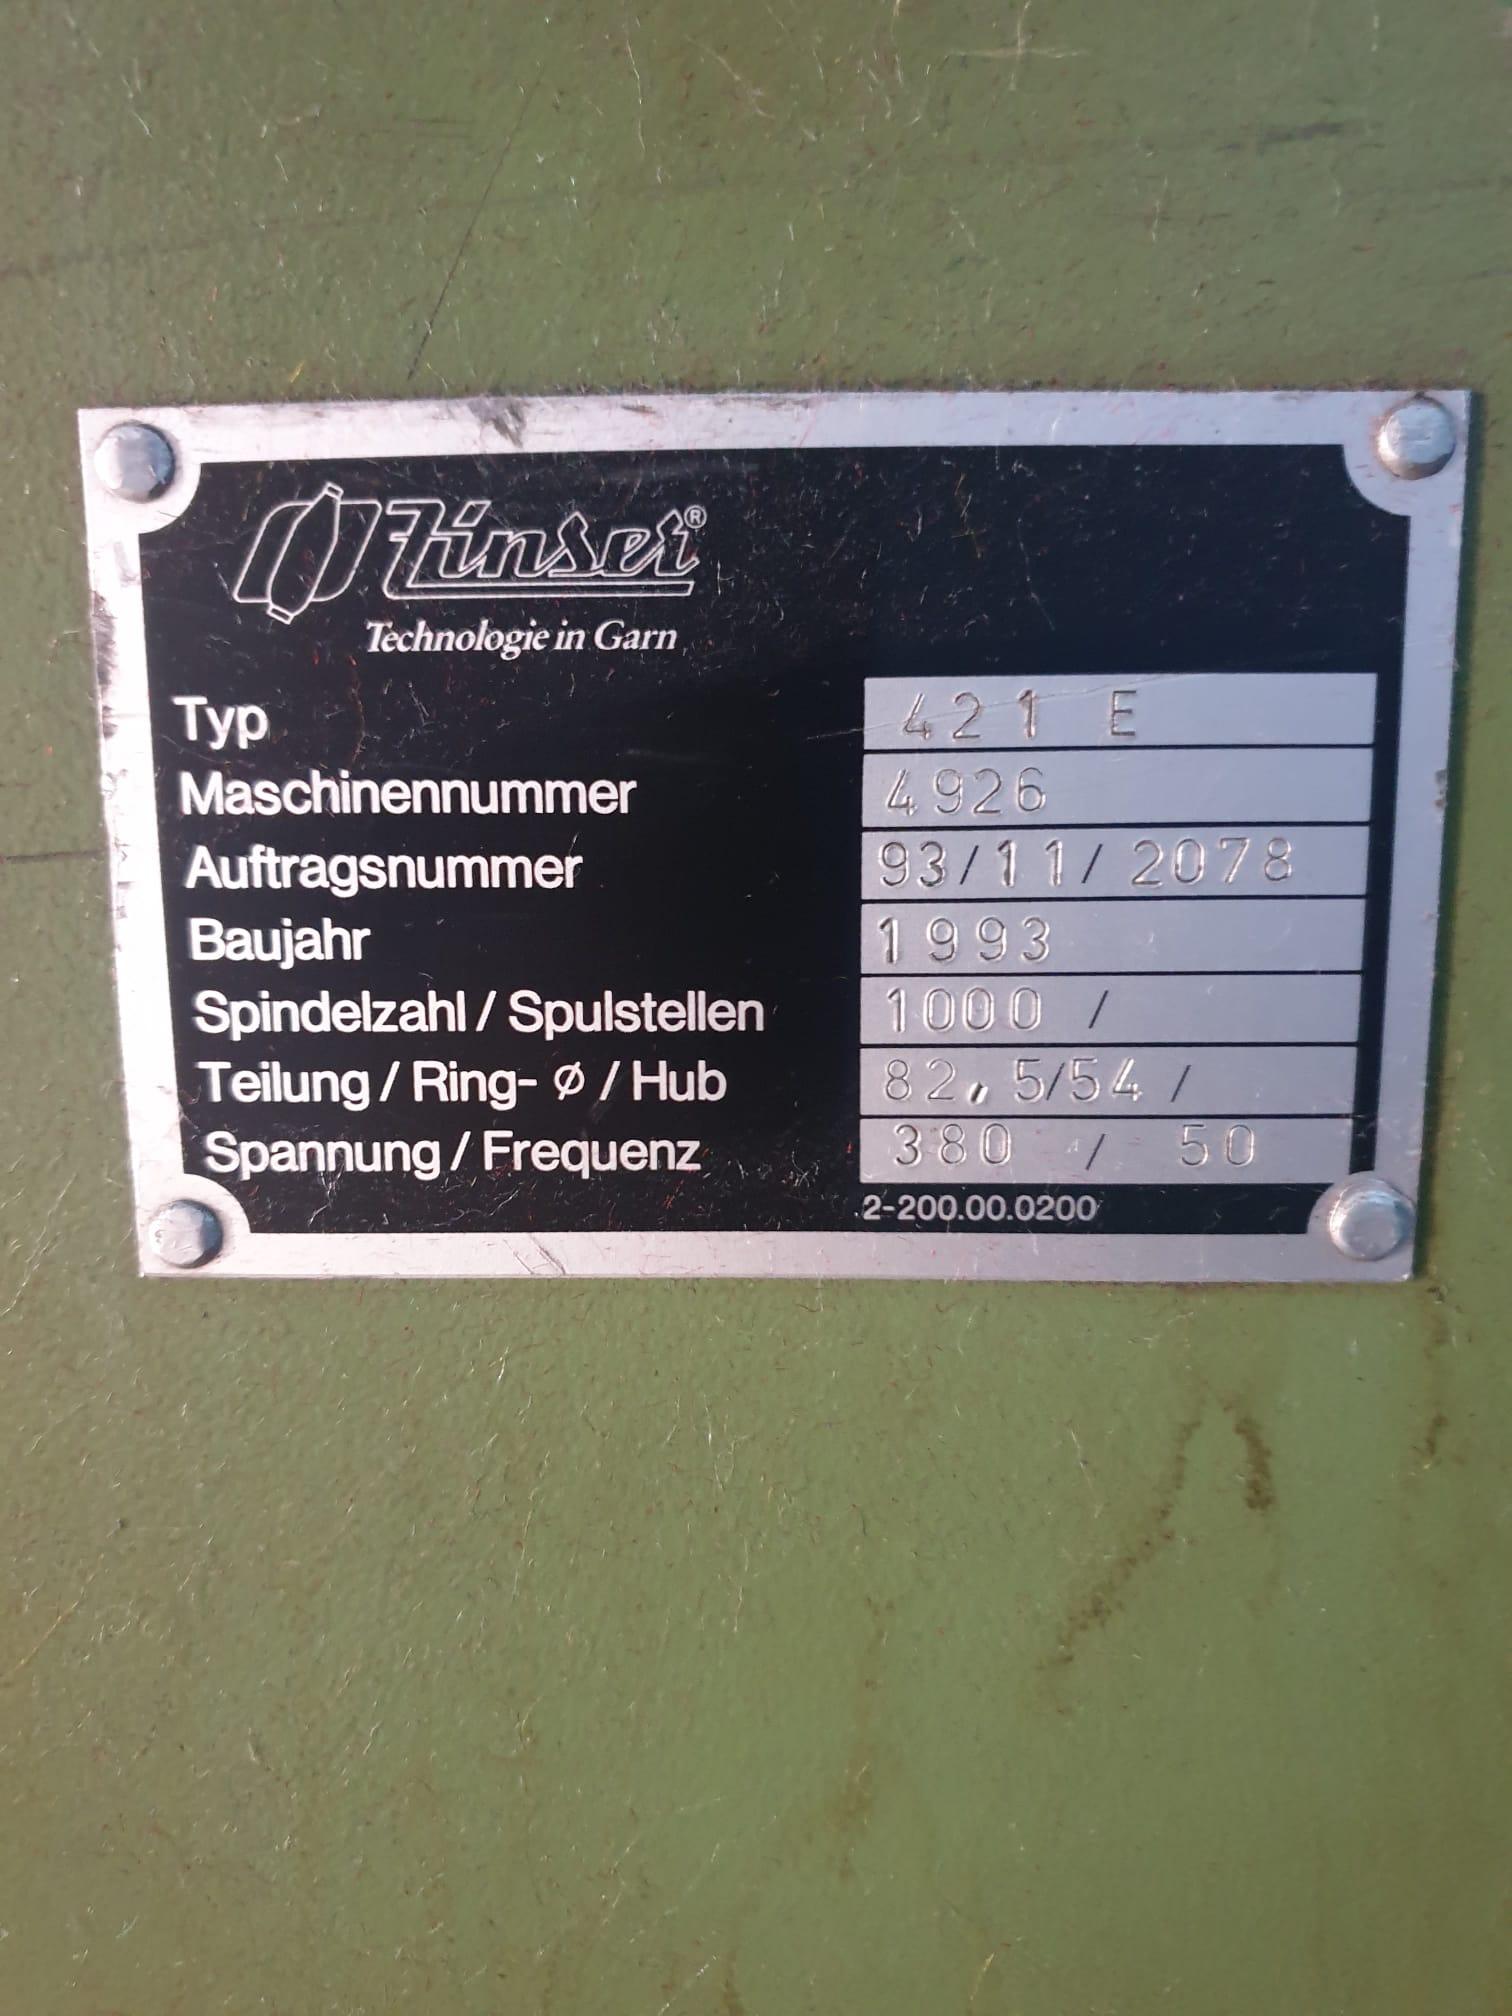 Zinser®
Technologie in Garn
Typ 421 E
Maschinennummer 4926
Auftragsnummer 93/11/2078
Baujahr 1993
Spindelzahl / Spulstellen 1000 /
Teilung / Ring- Ø / Hub 82,5/54 /
Spannung / Frequenz 380 / 50
2-200.00.0200